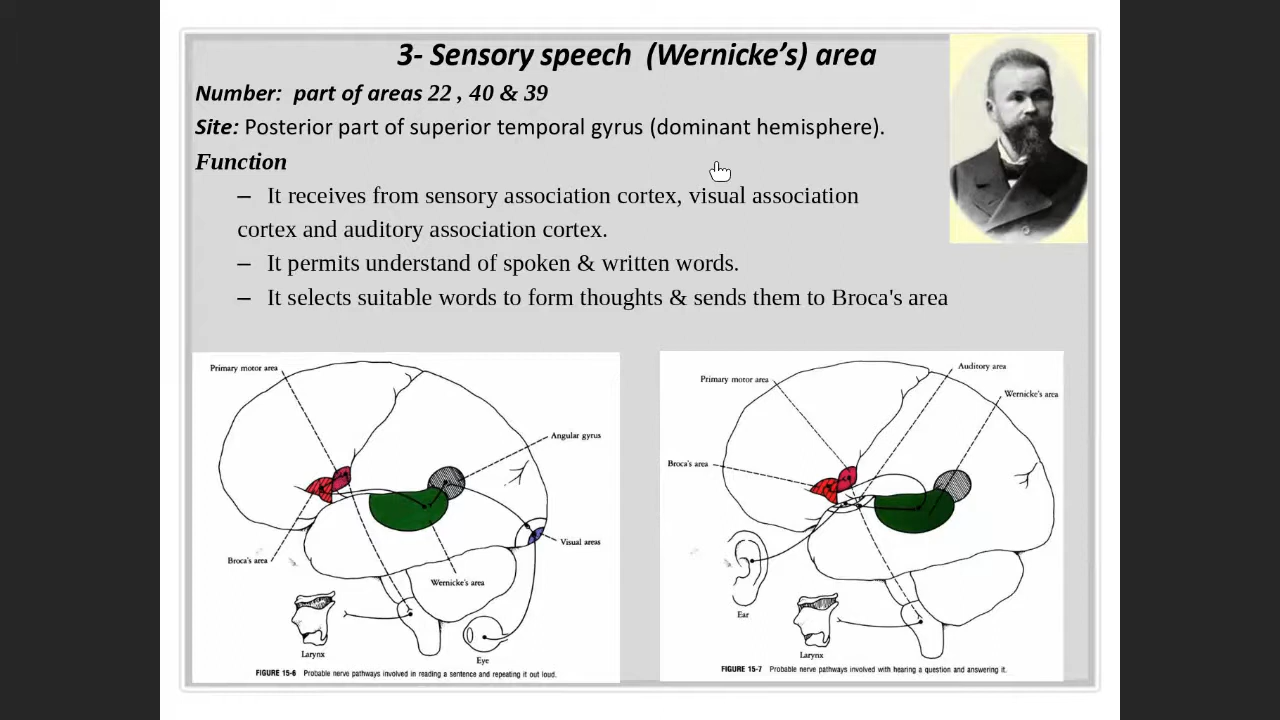 3- Sensory speech (Wernicke's) area
Number: part of areas 22 , 40 & 39
Site: Posterior part of superior temporal gyrus (dominant hemisphere).
Function
– It receives from sensory association cortex, visual association
cortex and auditory association cortex.
– It permits understand of spoken & written words.
– It selects suitable words to form thoughts & sends them to Broca's area
Primary motor area
Angular gyrus
Visual areas
Broca's area
Wernicke's area
Larynx
Eye
FIGURE 15-6 Probable nerve pathways involved in reading a sentence and repeating it out loud.
Auditory area
Primary motor area
Wernicke's area
Broca's area
Ear
Larynx
FIGURE 15-7 Probable nerve pathways involved with hearing a question and answering it.